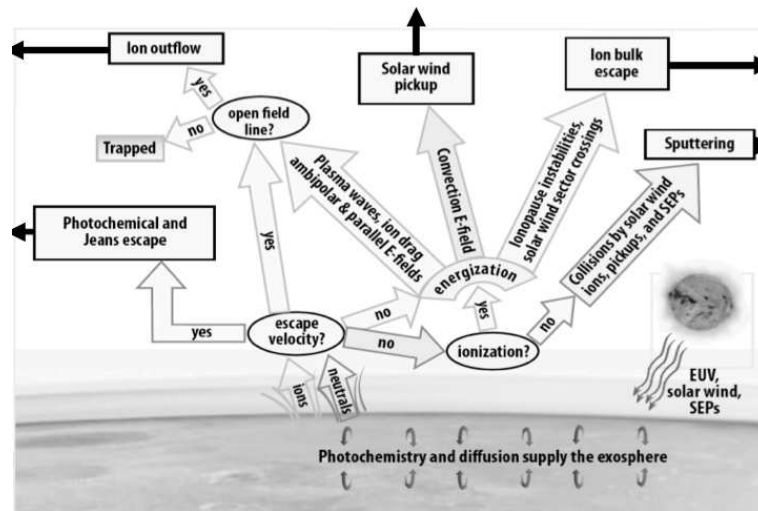 Ion outflow
Solar wind
pickup
Ion bulk
escape
yes
open field
line?
no
Trapped
Sputtering
Plasma waves, ion drag
ambipolar & parallel E-fields
Convection E-field
Ionopause instabilities,
solar wind sector crossings
Photochemical and
Jeans escape
yes
Collisions by solar wind
ions, pickups, and SEPs
energization
yes
escape
velocity?
no
no
yes
ionization?
no
ions
neutrals
EUV,
solar wind,
SEPs
Photochemistry and diffusion supply the exosphere